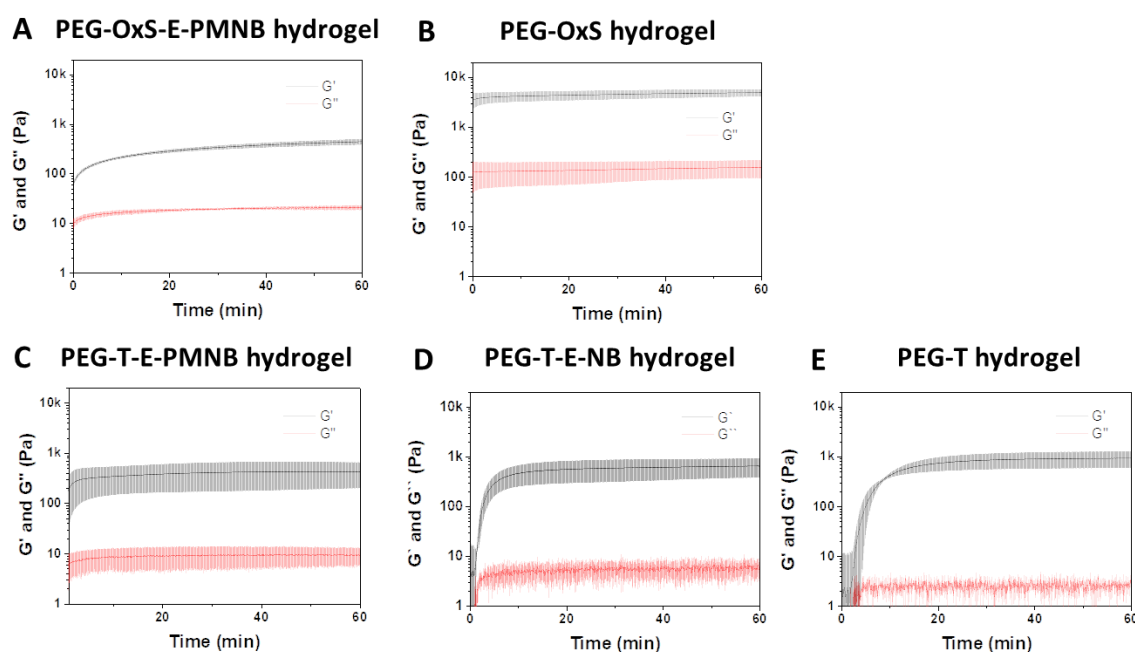 A PEG-OxS-E-PMNB hydrogel
G' and G" (Pa)
10k
1k
100
10
1
G'
G"
0 20 40 60
Time (min)
B PEG-OxS hydrogel
G' and G" (Pa)
10k
1k
100
10
1
G'
G"
0 20 40 60
Time (min)
C PEG-T-E-PMNB hydrogel
G' and G" (Pa)
10k
1k
100
10
1
G'
G"
20 40 60
Time (min)
D PEG-T-E-NB hydrogel
G` and G`` (Pa)
10k
1k
100
10
1
G`
G``
0 20 40 60
Time (min)
E PEG-T hydrogel
G' and G" (Pa)
10k
1k
100
10
1
G'
G"
0 20 40 60
Time (min)